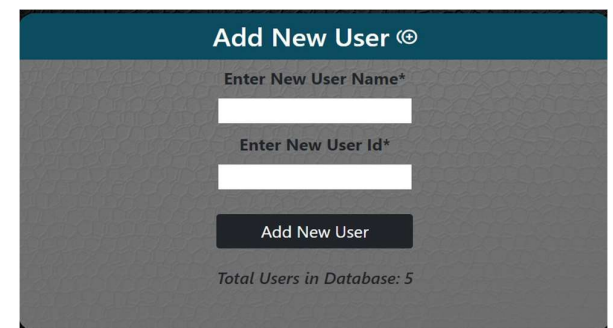 Add New User
Enter New User Name*
Enter New User Id*
Add New User
Total Users in Database: 5